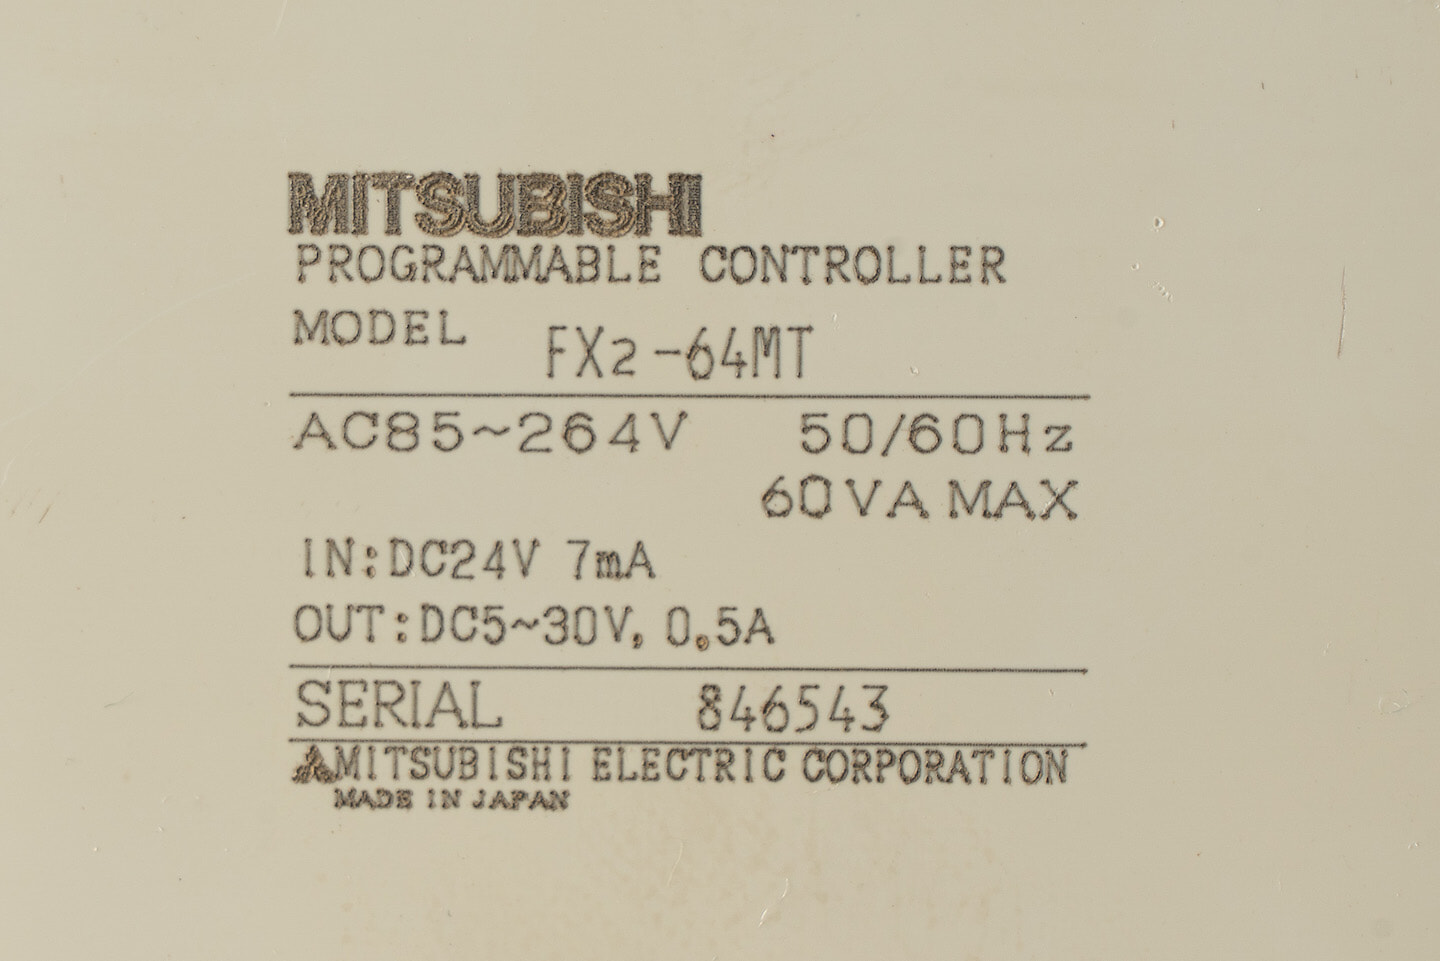 MITSUBISHI
PROGRAMMABLE CONTROLLER
MODEL FX2-64MT
AC85~264V 50/60Hz
60VA MAX
IN:DC24V 7mA
OUT:DC5~30V, 0.5A
SERIAL 846543
MITSUBISHI ELECTRIC CORPORATION
MADE IN JAPAN